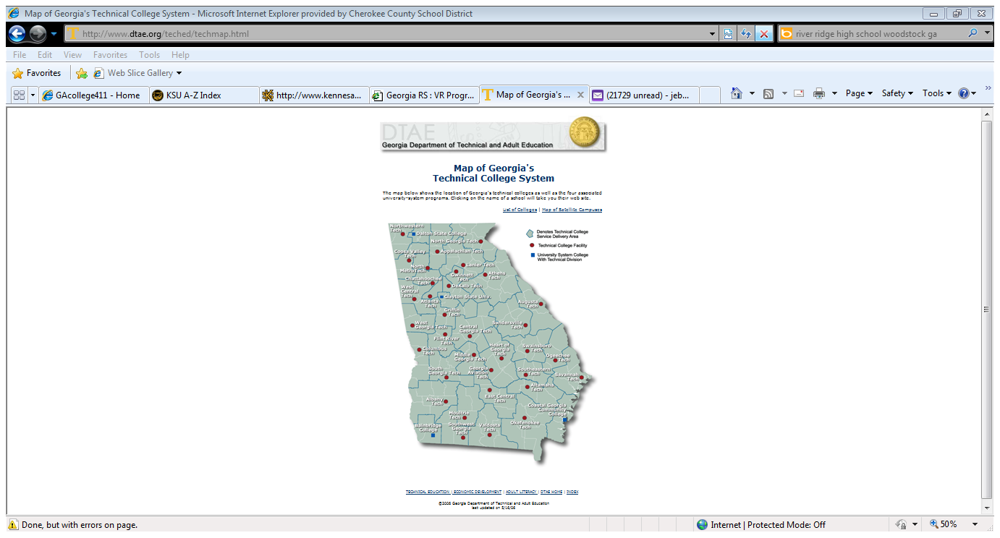 Map of Georgia's Technical College System - Microsoft Internet Explorer provided by Cherokee County School District
http://www.dtae.org/teched/techmap.html
river ridge high school woodstock ga
File Edit View Favorites Tools Help
Favorites Web Slice Gallery
GAcollege411 - Home
KSU A-Z Index
http://www.kennesa...
Georgia RS : VR Progr...
Map of Georgia's ...
(21729 unread) - jeb...
Page Safety Tools
DTAE
Georgia Department of Technical and Adult Education
Map of Georgia's
Technical College System
The map below shows the location of Georgia's technical colleges as well as the four associated
university-system programs. Clicking on the name of a school will take you their web site.
List of Colleges | Map of Satellite Campuses
Denotes Technical College
Service Delivery Area
Technical College Facility
University System College
With Technical Division
Northwestern
Tech
Dalton State College
North Georgia Tech
Coosa Valley
Tech
Appalachian Tech
North
MetroTech
Lanier Tech
Gwinnett
Tech
Athens
Tech
Chattahoochee
Tech
DeKalb Tech
West
Central
Tech
Atlanta
Tech
Clayton State Univ.
Griffin
Tech
Augusta
Tech
West
Georgia Tech
Central
Georgia Tech
Sandersville
Tech
Flint River
Tech
Columbus
Tech
Middle
Georgia Tech
Heart of
Georgia
Tech
Swainsboro
Tech
Ogeechee
Tech
South
Georgia Tech
Georgia
Aviation
Tech
Southeastern
Tech
Savannah
Tech
Altamaha
Tech
East Central
Tech
Albany
Tech
Coastal Georgia
Community
College
Moultrie
Tech
Bainbridge
College
Southwest
Georgia
Tech
Valdosta
Tech
Okefenokee
Tech
TECHNICAL EDUCATION | ECONOMIC DEVELOPMENT | ADULT LITERACY | DTAE HOME | INDEX
©2006 Georgia Department of Technical and Adult Education
last updated on 5/16/06
Done, but with errors on page.
Internet | Protected Mode: Off
50%